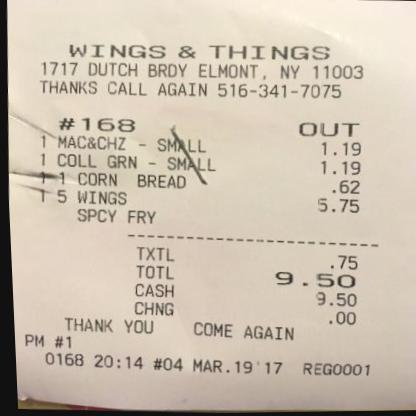 WINGS & THINGS
1717 DUTCH BRDY ELMONT, NY 11003
THANKS CALL AGAIN 516-341-7075
#168 OUT
1 MAC&CHZ - SMALL 1.19
1 COLL GRN - SMALL 1.19
1 1 CORN BREAD .62
1 5 WINGS 5.75
SPCY FRY
TXTL .75
TOTL 9.50
CASH 9.50
CHNG .00
THANK YOU COME AGAIN
PM #1
0168 20:14 #04 MAR.19'17 REG0001